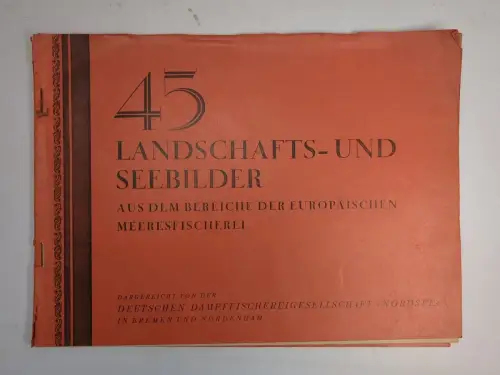 45
LANDSCHAFTS- UND
SEEBILDER
AUS DEM BEREICHE DER EUROPÄISCHEN
MEERESFISCHEREI
DARGEREICHT VON DER
DEUTSCHEN DAMPFFISCHEREIGESELLSCHAFT »NORDSEE«
IN BREMEN UND NORDENHAM